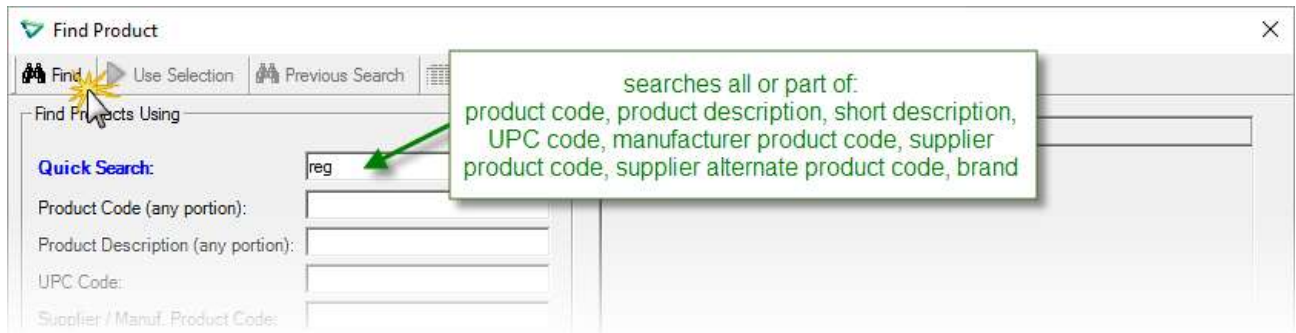 Find Product
Find Use Selection Previous Search
searches all or part of:
product code, product description, short description,
UPC code, manufacturer product code, supplier
product code, supplier alternate product code, brand
Find Products Using
Quick Search: reg
Product Code (any portion):
Product Description (any portion):
UPC Code:
Supplier / Manuf. Product Code: